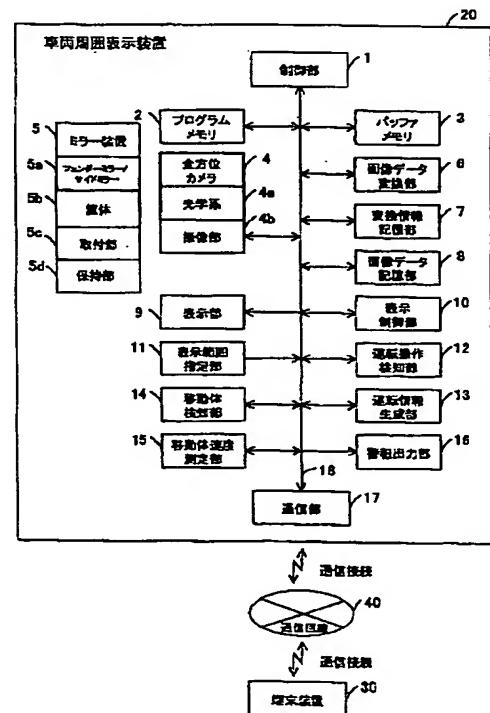 20
車両周囲表示装置
1
制御部
2
プログラム
メモリ
3
バッファ
メモリ
5
ミラー装置
5a
フェンダーミラー/
サイドミラー
5b
筐体
5c
取付部
5d
保持部
4
全方位
カメラ
4a
光学系
4b
撮像部
6
画像データ
変換部
7
変換情報
記憶部
8
画像データ
記憶部
9
表示部
10
表示
制御部
11
表示範囲
指定部
12
運転操作
検知部
14
移動体
検知部
13
運転情報
生成部
15
移動体速度
測定部
16
警報出力部
18
17
通信部
通信接続
40
通信回線
通信接続
30
端末装置